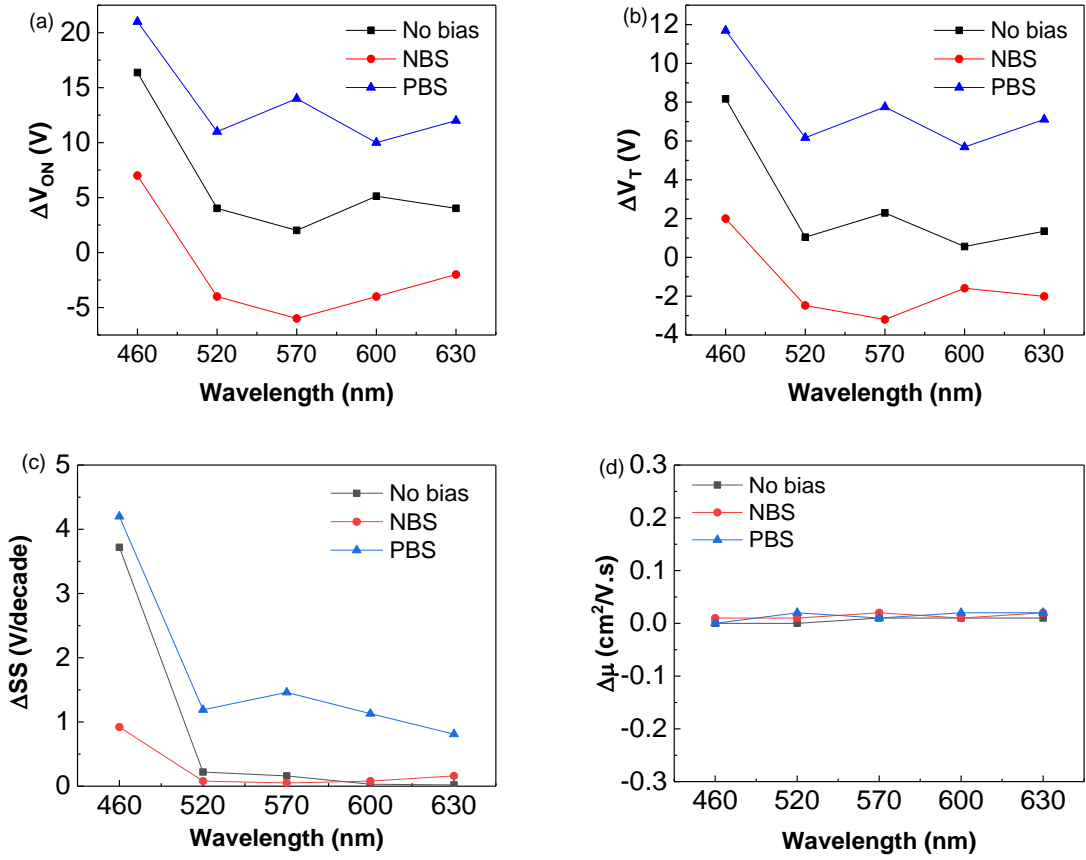 (a)
No bias
NBS
PBS
ΔV_ON (V)
20
15
10
5
0
-5
460 520 570 600 630
Wavelength (nm)
(b)
No bias
NBS
PBS
ΔV_T (V)
12
10
8
6
4
2
0
-2
-4
460 520 570 600 630
Wavelength (nm)
(c)
No bias
NBS
PBS
ΔSS (V/decade)
5
4
3
2
1
0
460 520 570 600 630
Wavelength (nm)
(d)
No bias
NBS
PBS
Δμ (cm²/V.s)
0.3
0.2
0.1
0.0
-0.1
-0.2
-0.3
460 520 570 600 630
Wavelength (nm)